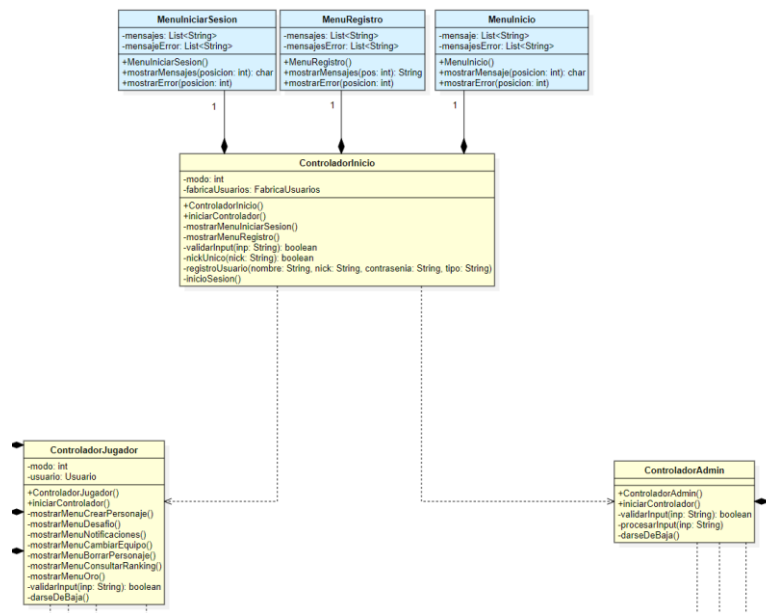 MenuIniciarSesion
-mensajes: List<String>
-mensajeError: List<String>
+MenuIniciarSesion()
+mostrarMensajes(posicion: int): char
+mostrarError(posicion: int)
MenuRegistro
-mensajes: List<String>
-mensajesError: List<String>
+MenuRegistro()
+mostrarMensajes(pos: int): String
+mostrarError(posicion: int)
MenuInicio
-mensaje: List<String>
-mensajesError: List<String>
+MenuInicio()
+mostrarMensaje(posicion: int): char
+mostrarError(posicion: int)
1
1
1
ControladorInicio
-modo: int
-fabricaUsuarios: FabricaUsuarios
+ControladorInicio()
+iniciarControlador()
-mostrarMenuIniciarSesion()
-mostrarMenuRegistro()
-validarInput(inp: String): boolean
-nickUnico(nick: String): boolean
-registroUsuario(nombre: String, nick: String, contrasenia: String, tipo: String)
-inicioSesion()
ControladorJugador
-modo: int
-usuario: Usuario
+ControladorJugador()
+iniciarControlador()
-mostrarMenuCrearPersonaje()
-mostrarMenuDesafio()
-mostrarMenuNotificaciones()
-mostrarMenuCambiarEquipo()
-mostrarMenuBorrarPersonaje()
-mostrarMenuConsultarRanking()
-mostrarMenuOro()
-validarInput(inp: String): boolean
-darseDeBaja()
ControladorAdmin
+ControladorAdmin()
+iniciarControlador()
-validarInput(inp: String): boolean
-procesarInput(inp: String)
-darseDeBaja()